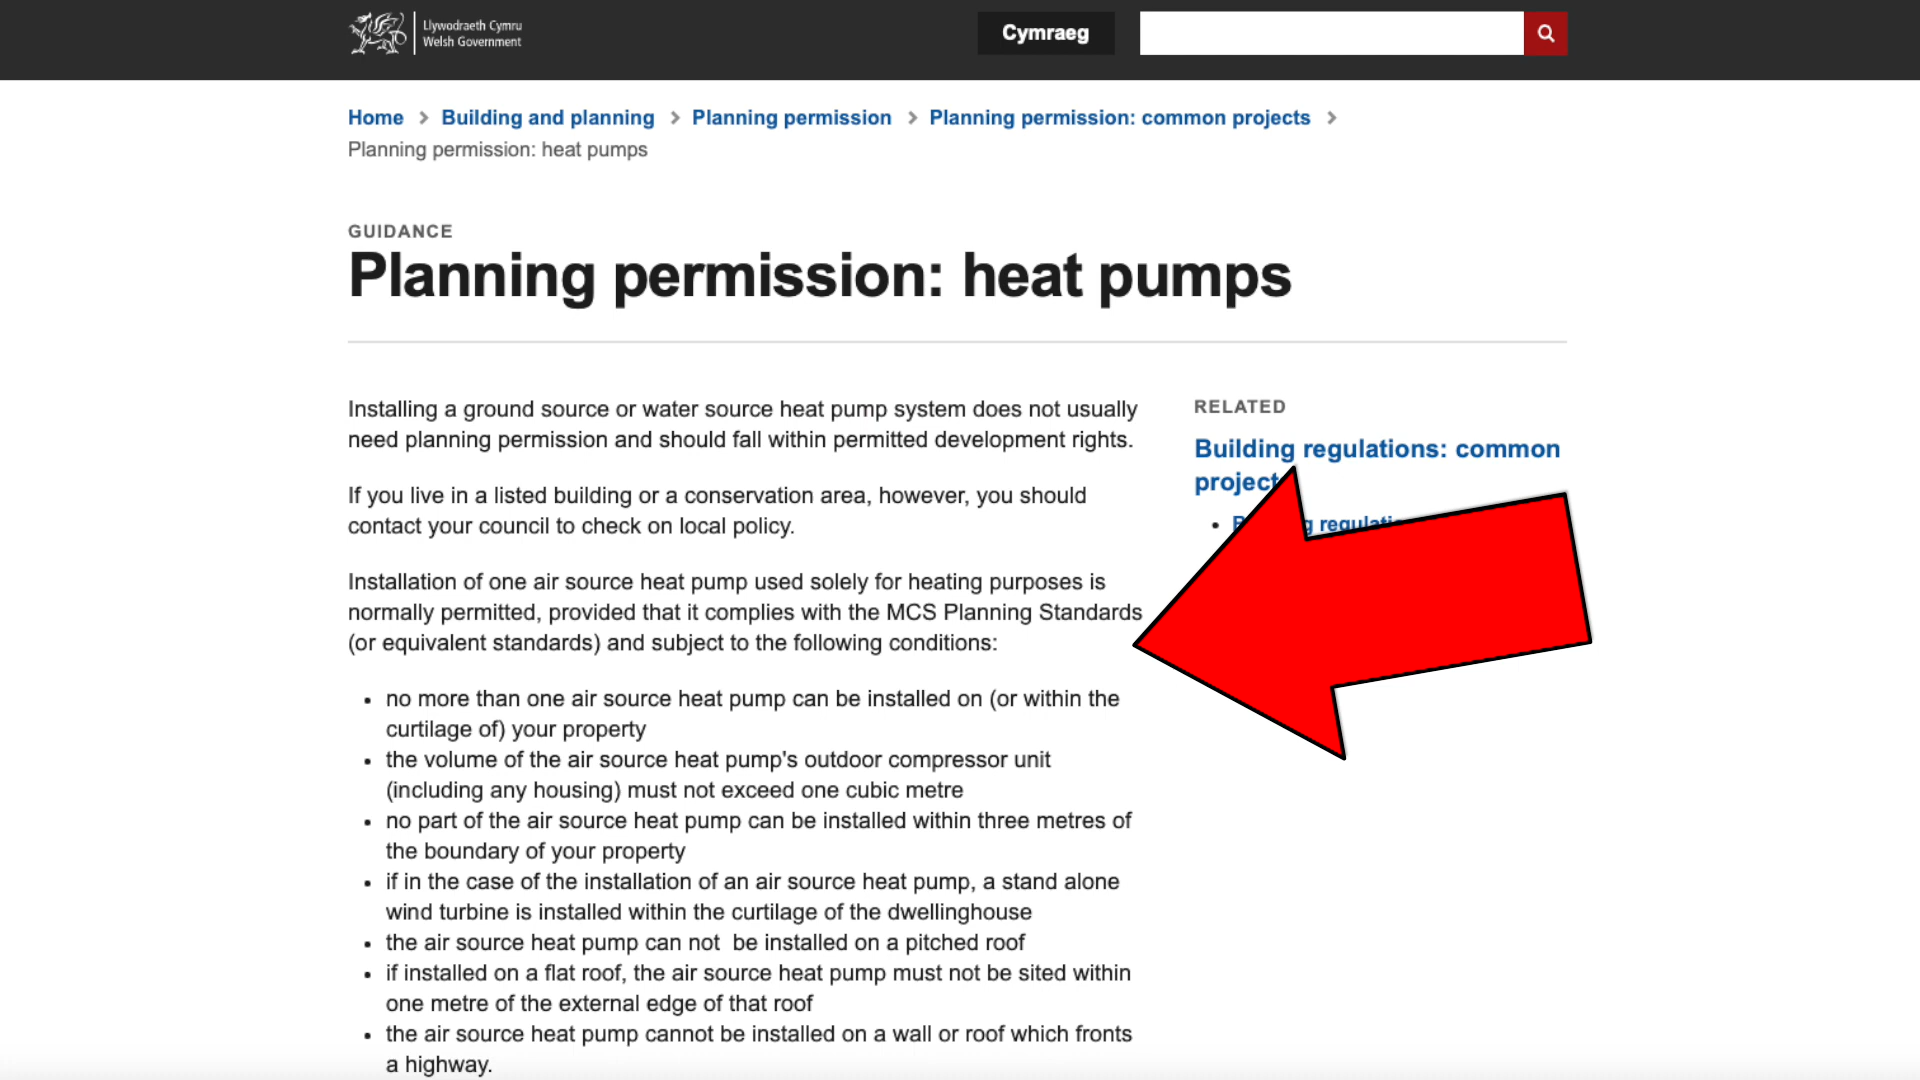 Llywodraeth Cymru
Welsh Government
Cymraeg
Home > Building and planning > Planning permission > Planning permission: common projects >
Planning permission: heat pumps
GUIDANCE
Planning permission: heat pumps
Installing a ground source or water source heat pump system does not usually
need planning permission and should fall within permitted development rights.
If you live in a listed building or a conservation area, however, you should
contact your council to check on local policy.
Installation of one air source heat pump used solely for heating purposes is
normally permitted, provided that it complies with the MCS Planning Standards
(or equivalent standards) and subject to the following conditions:
• no more than one air source heat pump can be installed on (or within the
curtilage of) your property
• the volume of the air source heat pump's outdoor compressor unit
(including any housing) must not exceed one cubic metre
• no part of the air source heat pump can be installed within three metres of
the boundary of your property
• if in the case of the installation of an air source heat pump, a stand alone
wind turbine is installed within the curtilage of the dwellinghouse
• the air source heat pump can not  be installed on a pitched roof
• if installed on a flat roof, the air source heat pump must not be sited within
one metre of the external edge of that roof
• the air source heat pump cannot be installed on a wall or roof which fronts
a highway.
RELATED
Building regulations: common
project